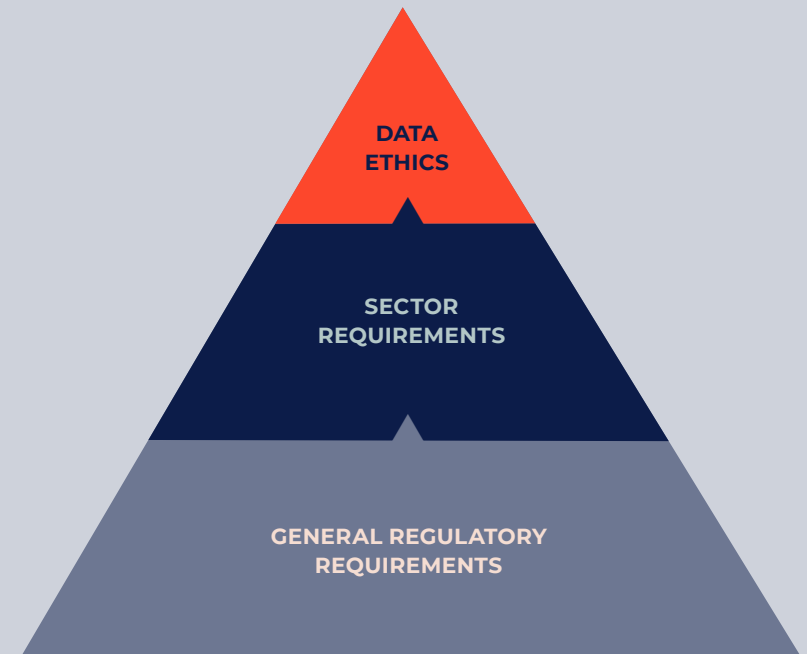 DATA
ETHICS
SECTOR
REQUIREMENTS
GENERAL REGULATORY
REQUIREMENTS